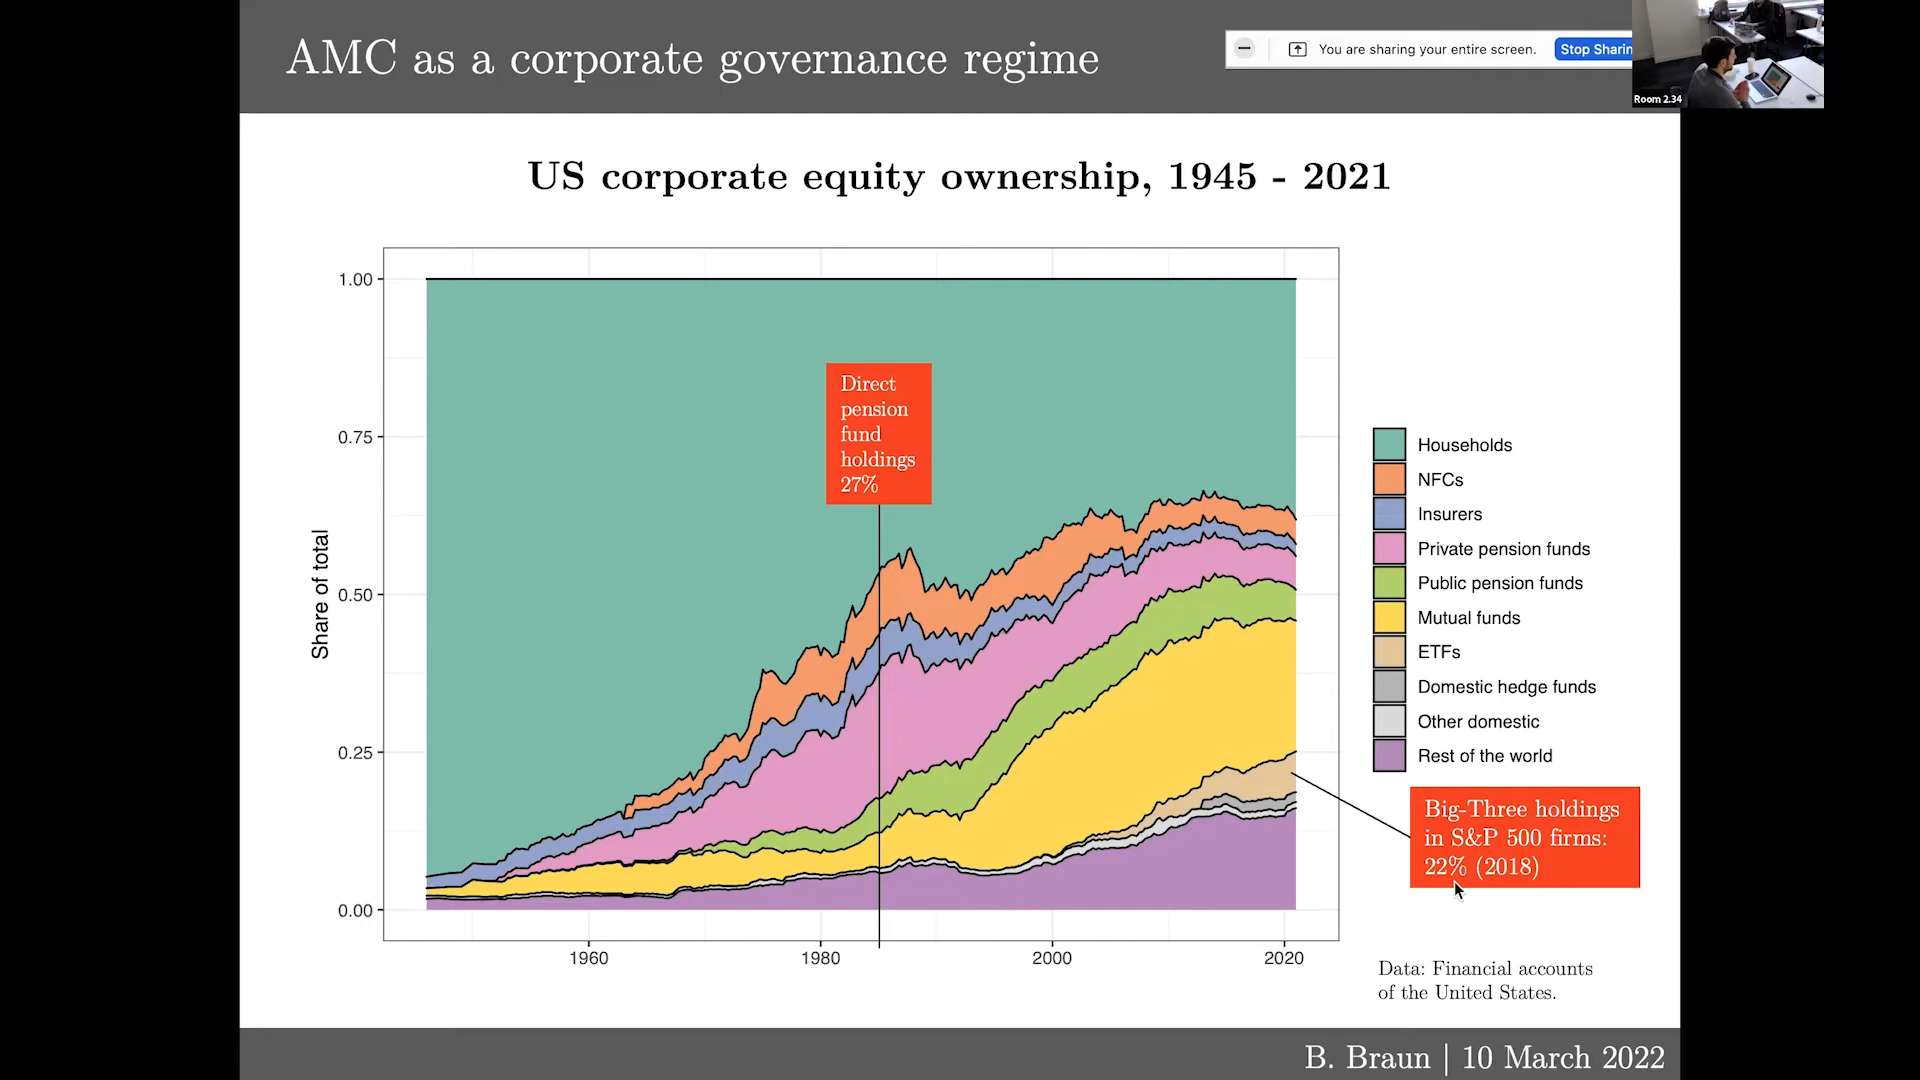 AMC as a corporate governance regime
You are sharing your entire screen.
Stop Sharin
Room 2.34
US corporate equity ownership, 1945 - 2021
Share of total
1.00
0.75
0.50
0.25
0.00
1960
1980
2000
2020
Direct
pension
fund
holdings
27%
Households
NFCs
Insurers
Private pension funds
Public pension funds
Mutual funds
ETFs
Domestic hedge funds
Other domestic
Rest of the world
Big-Three holdings
in S&P 500 firms:
22% (2018)
Data: Financial accounts
of the United States.
B. Braun | 10 March 2022